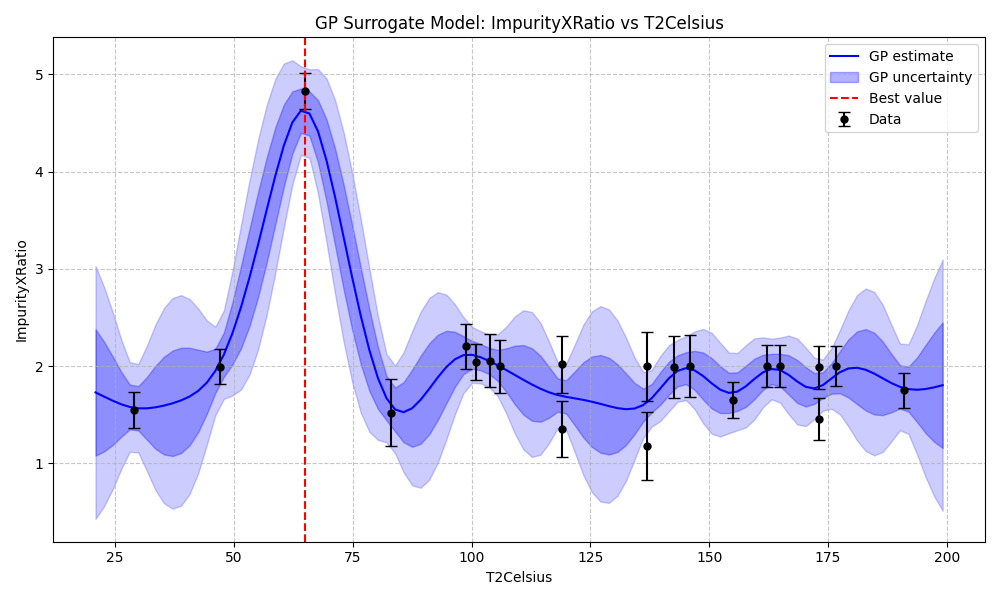 GP Surrogate Model: ImpurityXRatio vs T2Celsius
GP estimate
GP uncertainty
Best value
Data
5
4
3
2
1
ImpurityXRatio
25
50
75
100
125
150
175
200
T2Celsius